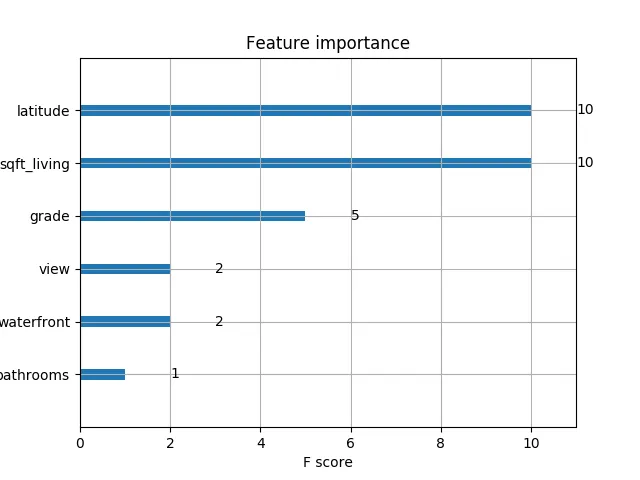 Feature importance
latitude 10
sqft_living 10
grade 5
view 2
waterfront 2
bathrooms 1
0 2 4 6 8 10
F score